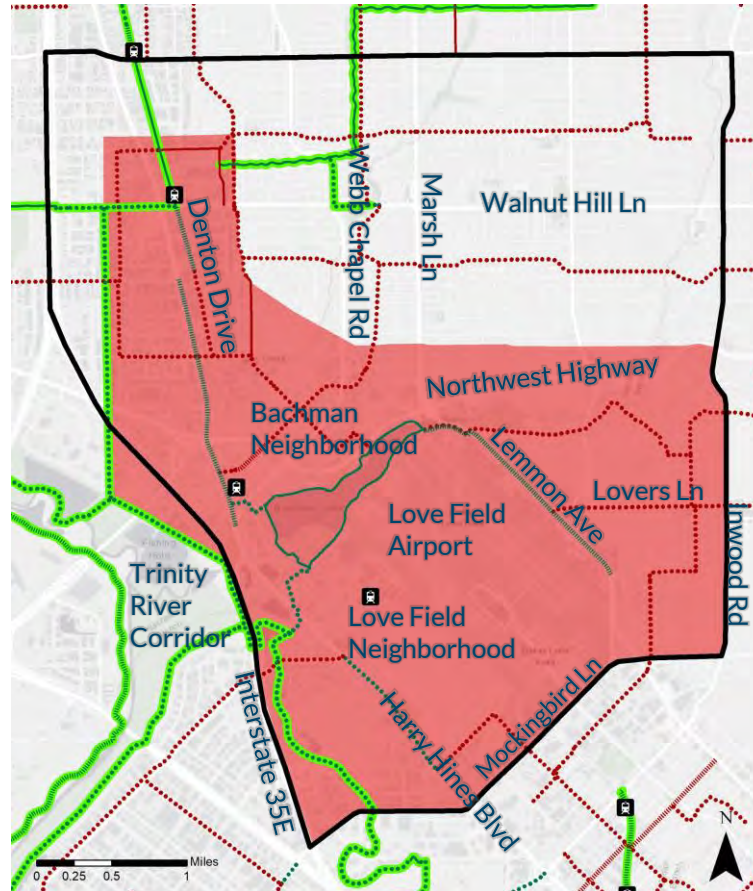 Webb Chapel Rd
Marsh Ln
Walnut Hill Ln
Denton Drive
Northwest Highway
Bachman
Neighborhood
Lemmon Ave
Lovers Ln
Love Field
Airport
Inwood Rd
Trinity
River
Corridor
Love Field
Neighborhood
Interstate 35E
Harry Hines Blvd
Mockingbird Ln
N
Miles
0 0.25 0.5 1